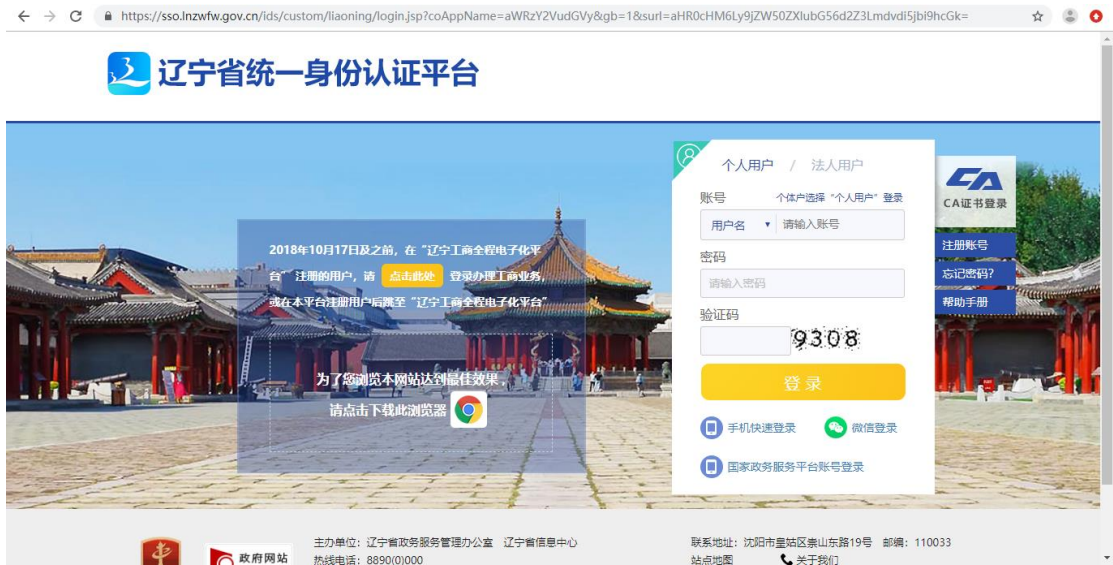 https://sso.lnzwfw.gov.cn/ids/custom/liaoning/login.jsp?coAppName=aWRzY2VudGVy&gb=1&surl=aHR0cHM6Ly9jZW50ZXIubG56d2Z3Lmdvdi5jbi9hcGk=
辽宁省统一身份认证平台
2018年10月17日及之前，在“辽宁工商全程电子化平
台”注册的用户，请 点击此处 登录办理工商业务，
或在本平台注册用户后跳至“辽宁工商全程电子化平台”
为了您浏览本网站达到最佳效果，
请点击下载此浏览器
个人用户 / 法人用户
账号 个体户选择“个人用户”登录
用户名 请输入账号
密码
请输入密码
验证码
9308
登录
手机快速登录 微信登录
国家政务服务平台账号登录
CA证书登录
注册账号
忘记密码?
帮助手册
政府网站
主办单位：辽宁省政务服务管理办公室 辽宁省信息中心
热线电话：8890(0)000
联系地址：沈阳市皇姑区崇山东路19号 邮编：110033
站点地图 关于我们